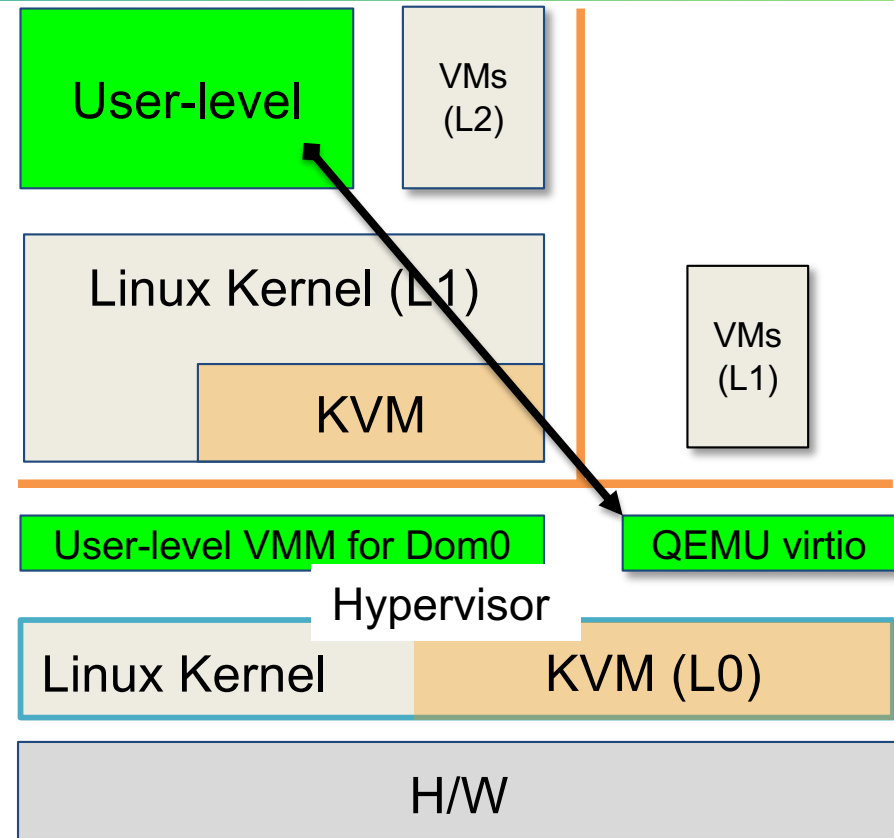 User-level
VMs
(L2)
Linux Kernel (L1)
KVM
VMs
(L1)
User-level VMM for Dom0
QEMU virtio
Hypervisor
Linux Kernel
KVM (L0)
H/W